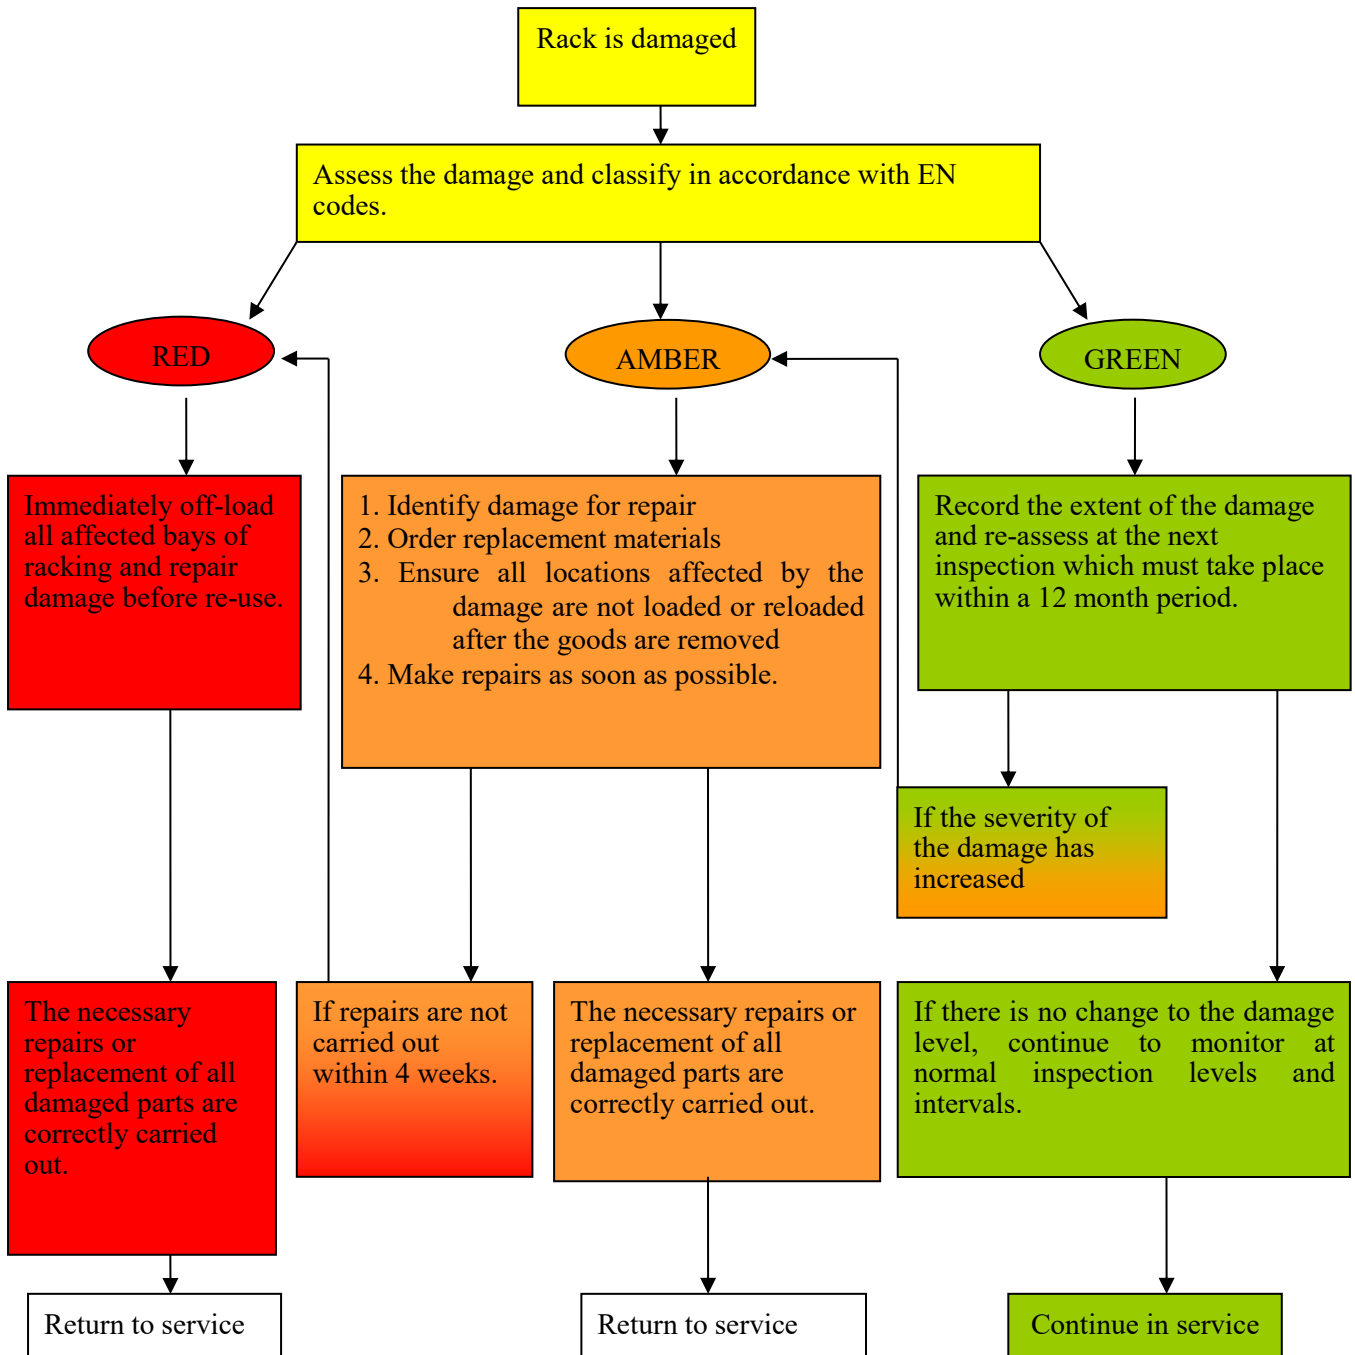 Rack is damaged
Assess the damage and classify in accordance with EN
codes.
RED
AMBER
GREEN
Immediately off-load
all affected bays of
racking and repair
damage before re-use.
1. Identify damage for repair
2. Order replacement materials
3. Ensure all locations affected by the
damage are not loaded or reloaded
after the goods are removed
4. Make repairs as soon as possible.
Record the extent of the damage
and re-assess at the next
inspection which must take place
within a 12 month period.
If the severity of
the damage has
increased
The necessary
repairs or
replacement of all
damaged parts are
correctly carried
out.
If repairs are not
carried out
within 4 weeks.
The necessary repairs or
replacement of all
damaged parts are
correctly carried out.
If there is no change to the damage
level, continue to monitor at
normal inspection levels and
intervals.
Return to service
Return to service
Continue in service